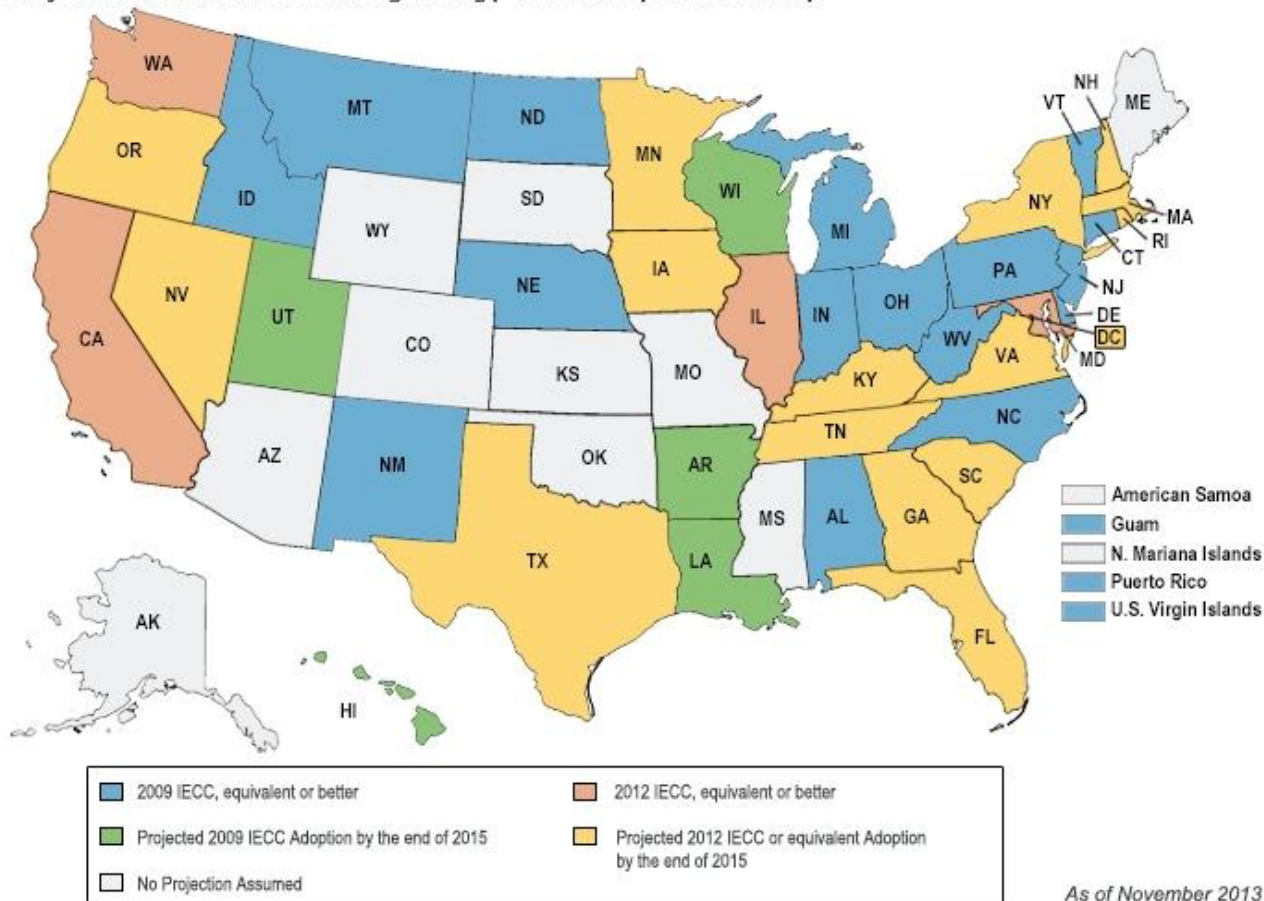 WA
MT
ND
MN
VT
NH
ME
OR
ID
SD
WI
NY
MA
RI
CT
WY
MI
IA
NE
PA
NJ
NV
UT
CO
IL
IN
OH
DE
DC
MD
WV
VA
CA
KS
MO
KY
NC
TN
AZ
NM
OK
AR
SC
MS
AL
GA
TX
LA
FL
AK
HI
American Samoa
Guam
N. Mariana Islands
Puerto Rico
U.S. Virgin Islands
2009 IECC, equivalent or better
2012 IECC, equivalent or better
Projected 2009 IECC Adoption by the end of 2015
Projected 2012 IECC or equivalent Adoption
by the end of 2015
No Projection Assumed
As of November 2013